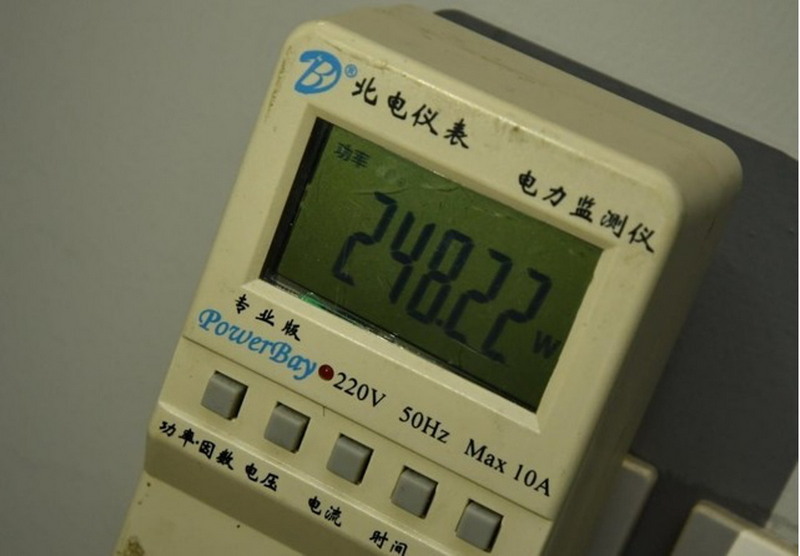 B® 北电仪表
电力监测仪
功率
248.22 W
专业版
PowerBay
220V 50Hz Max 10A
功率·因数 电压 电流 时间